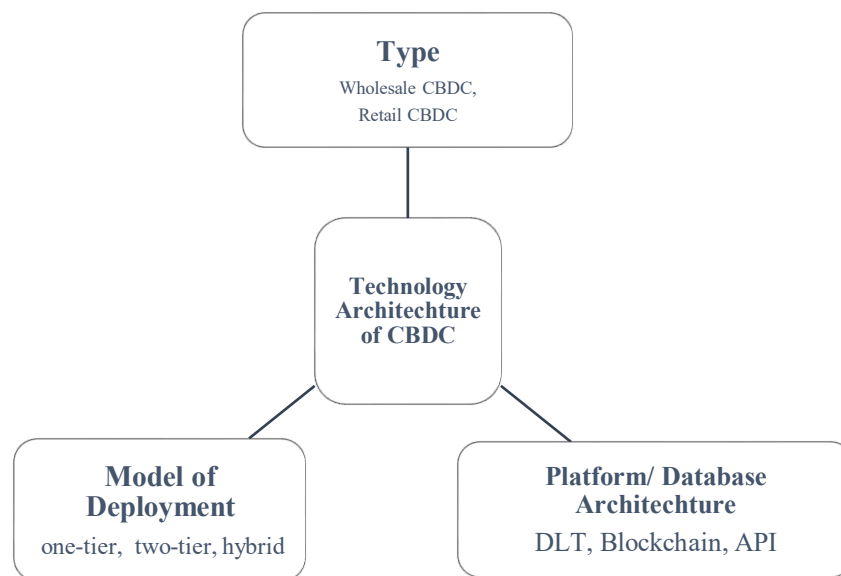 Type
Wholesale CBDC,
Retail CBDC
Technology
Architechture
of CBDC
Model of
Deployment
one-tier, two-tier, hybrid
Platform/ Database
Architechture
DLT, Blockchain, API